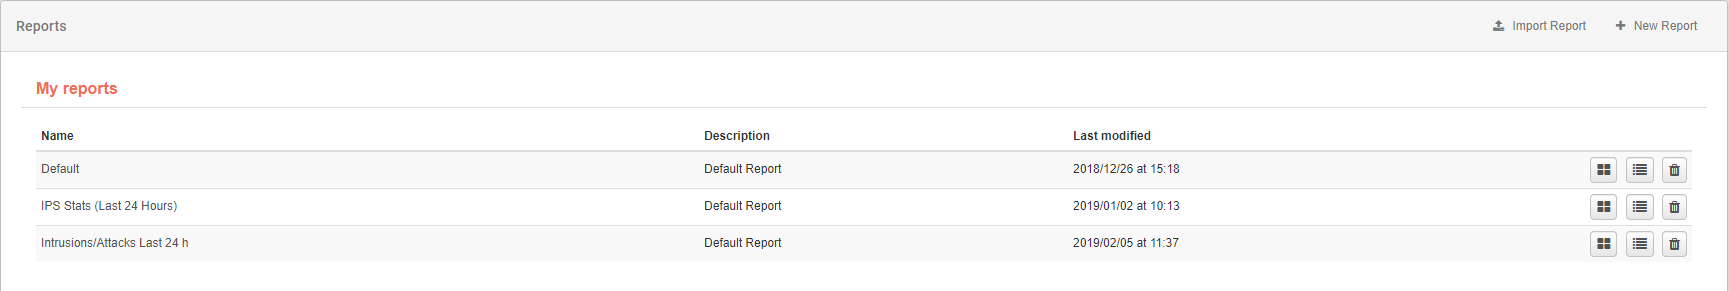 Reports Import Report New Report
My reports
Name Description Last modified
Default Default Report 2018/12/26 at 15:18
IPS Stats (Last 24 Hours) Default Report 2019/01/02 at 10:13
Intrusions/Attacks Last 24 h Default Report 2019/02/05 at 11:37